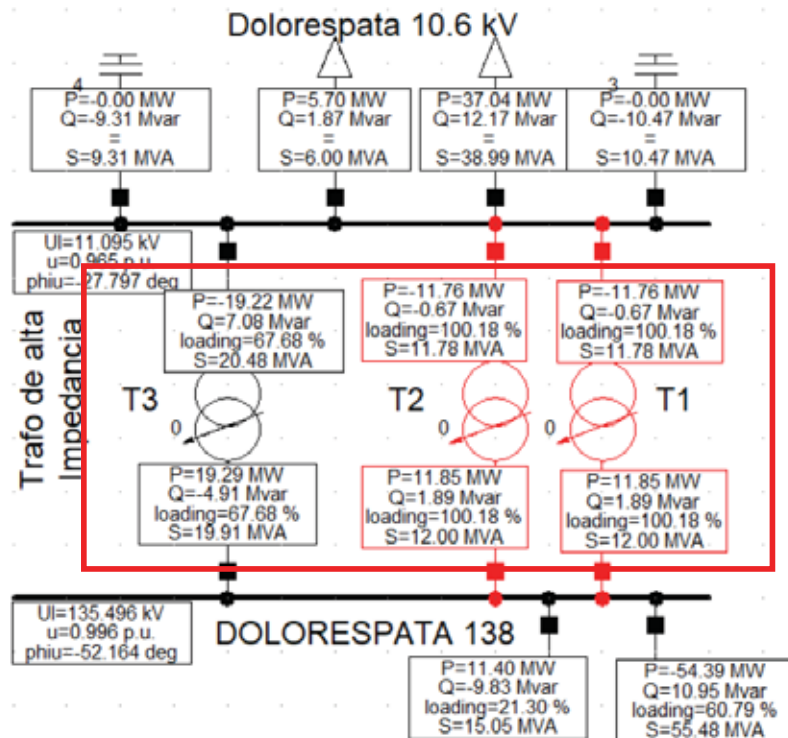 Dolorespata 10.6 kV
4
P=-0.00 MW
Q=-9.31 Mvar
=
S=9.31 MVA
P=5.70 MW
Q=1.87 Mvar
=
S=6.00 MVA
P=37.04 MW
Q=12.17 Mvar
=
S=38.99 MVA
3
P=-0.00 MW
Q=-10.47 Mvar
=
S=10.47 MVA
Ul=11.095 kV
u=0.965 p.u.
phiu=-27.797 deg
Trafo de alta
Impedancia
P=-19.22 MW
Q=7.08 Mvar
loading=67.68 %
S=20.48 MVA
P=-11.76 MW
Q=-0.67 Mvar
loading=100.18 %
S=11.78 MVA
P=-11.76 MW
Q=-0.67 Mvar
loading=100.18 %
S=11.78 MVA
T3
0
T2
0
T1
0
P=19.29 MW
Q=-4.91 Mvar
loading=67.68 %
S=19.91 MVA
P=11.85 MW
Q=1.89 Mvar
loading=100.18 %
S=12.00 MVA
P=11.85 MW
Q=1.89 Mvar
loading=100.18 %
S=12.00 MVA
Ul=135.496 kV
u=0.996 p.u.
phiu=-52.164 deg
DOLORESPATA 138
P=11.40 MW
Q=-9.83 Mvar
loading=21.30 %
S=15.05 MVA
P=-54.39 MW
Q=10.95 Mvar
loading=60.79 %
S=55.48 MVA